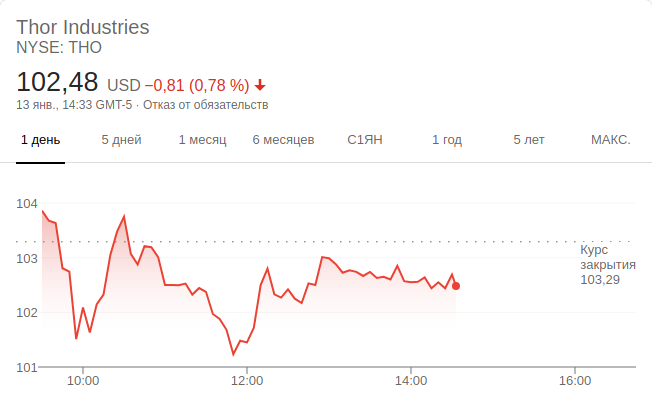 Thor Industries
NYSE: THO
102,48 USD −0,81 (0,78 %)
13 янв., 14:33 GMT-5 · Отказ от обязательств
1 день 5 дней 1 месяц 6 месяцев С1ЯН 1 год 5 лет МАКС.
104
103
102
101
Курс
закрытия
103,29
10:00 12:00 14:00 16:00